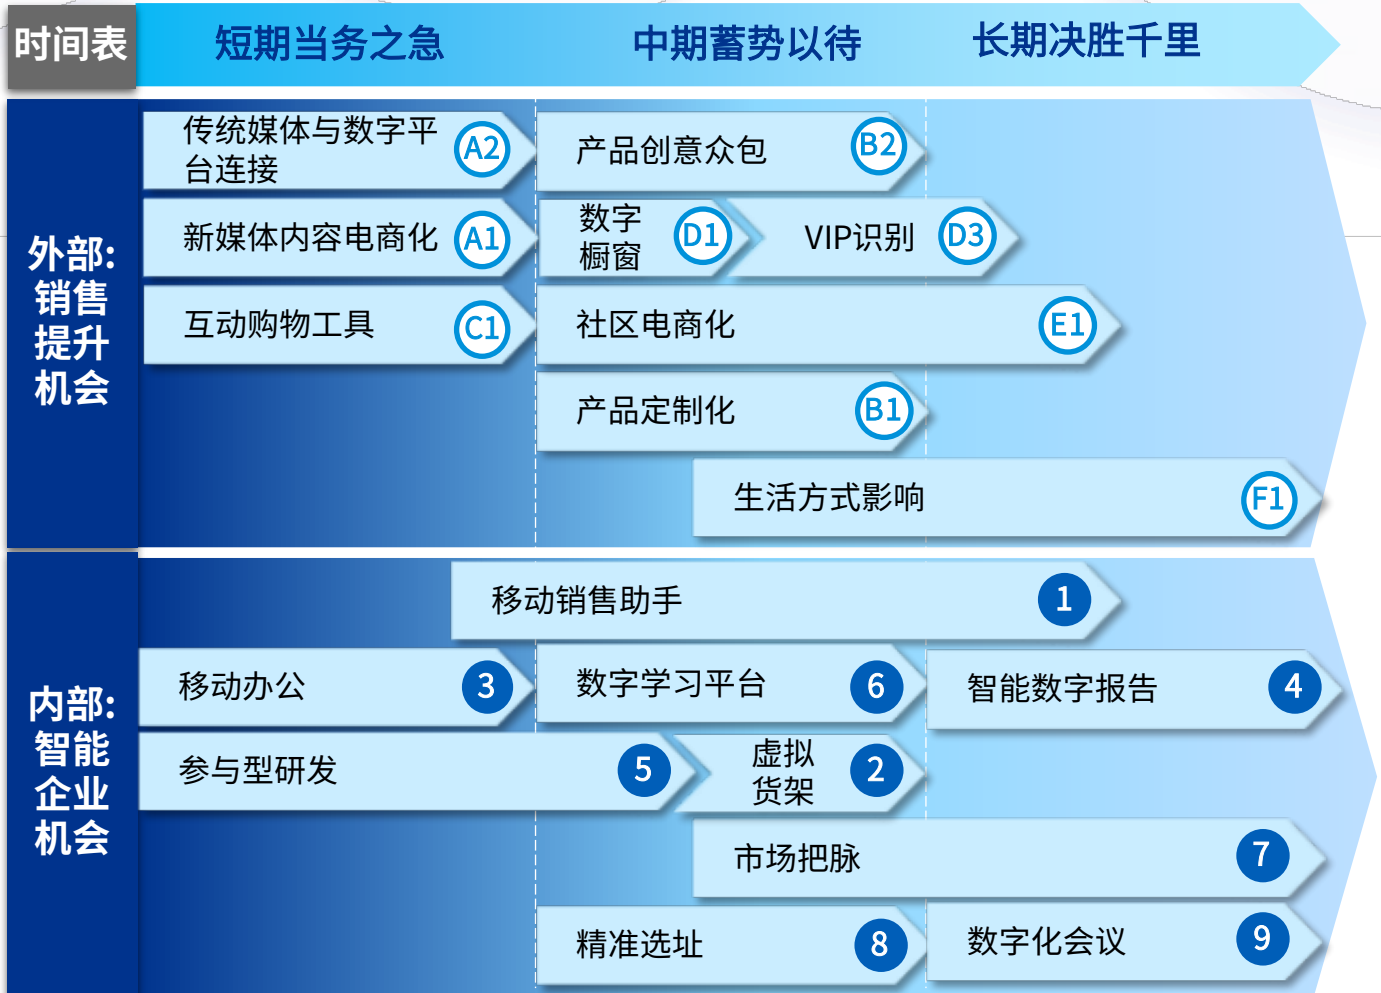 时间表
短期当务之急
中期蓄势以待
长期决胜千里
外部:
销售
提升
机会
传统媒体与数字平
台连接
A2
产品创意众包
B2
新媒体内容电商化
A1
数字
橱窗
D1
VIP识别
D3
互动购物工具
C1
社区电商化
E1
产品定制化
B1
生活方式影响
F1
内部:
智能
企业
机会
移动销售助手
1
移动办公
3
数字学习平台
6
智能数字报告
4
参与型研发
5
虚拟
货架
2
市场把脉
7
精准选址
8
数字化会议
9